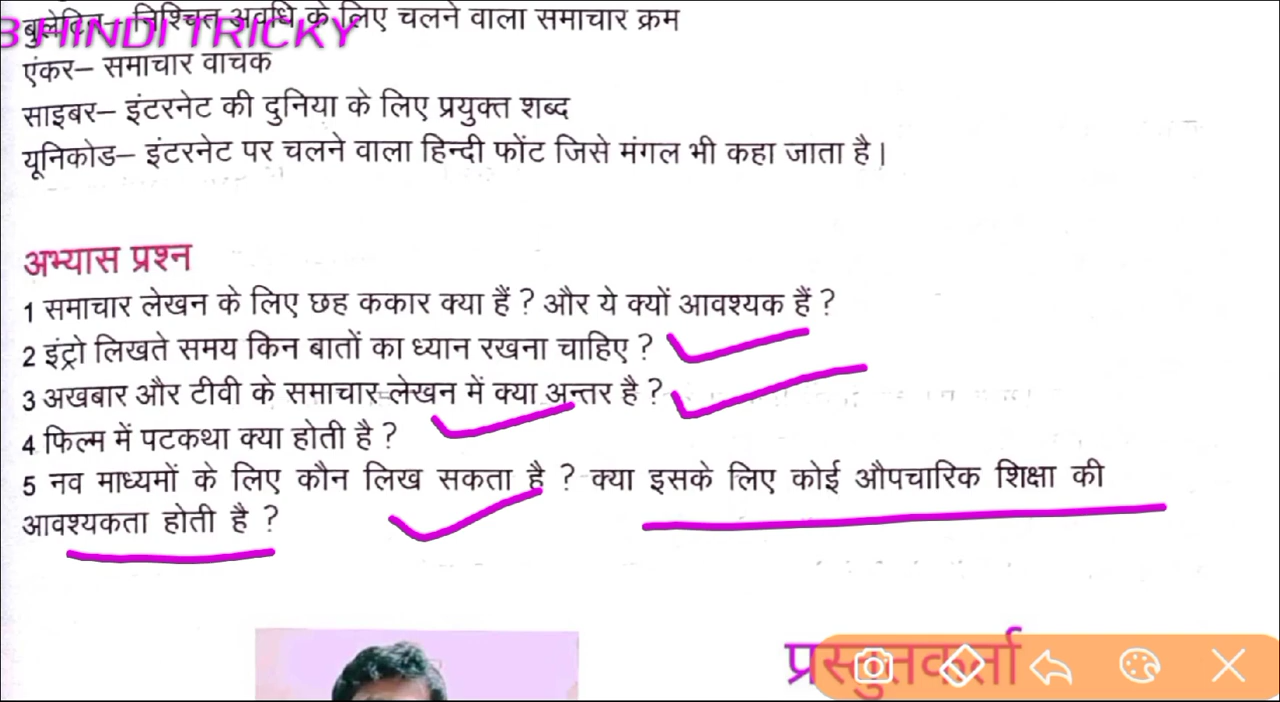 बुलेटिन– निश्चित अवधि के लिए चलने वाला समाचार क्रम
B HINDI TRICKY
एंकर– समाचार वाचक
साइबर– इंटरनेट की दुनिया के लिए प्रयुक्त शब्द
यूनिकोड– इंटरनेट पर चलने वाला हिन्दी फोंट जिसे मंगल भी कहा जाता है।
अभ्यास प्रश्न
1 समाचार लेखन के लिए छह ककार क्या हैं ? और ये क्यों आवश्यक हैं ?
2 इंट्रो लिखते समय किन बातों का ध्यान रखना चाहिए ?
3 अखबार और टीवी के समाचार-लेखन में क्या अन्तर है ?
4 फिल्म में पटकथा क्या होती है ?
5 नव माध्यमों के लिए कौन लिख सकता है ? क्या इसके लिए कोई औपचारिक शिक्षा की
आवश्यकता होती है ?
प्रस्तुतकर्ता